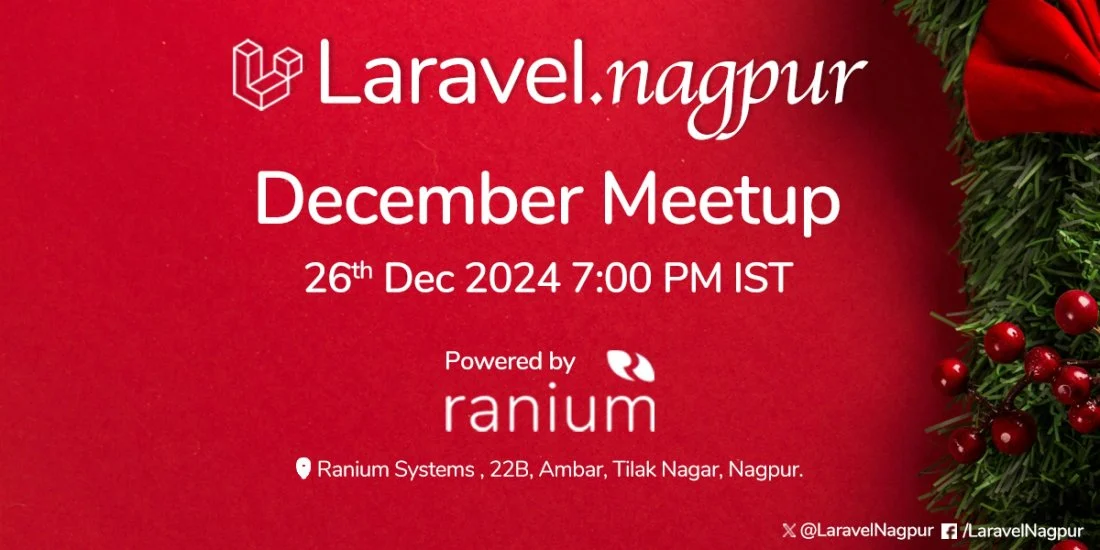 Laravel.nagpur
December Meetup
26th Dec 2024 7:00 PM IST
Powered by
ranium
Ranium Systems , 22B, Ambar, Tilak Nagar, Nagpur.
X @LaravelNagpur f /LaravelNagpur